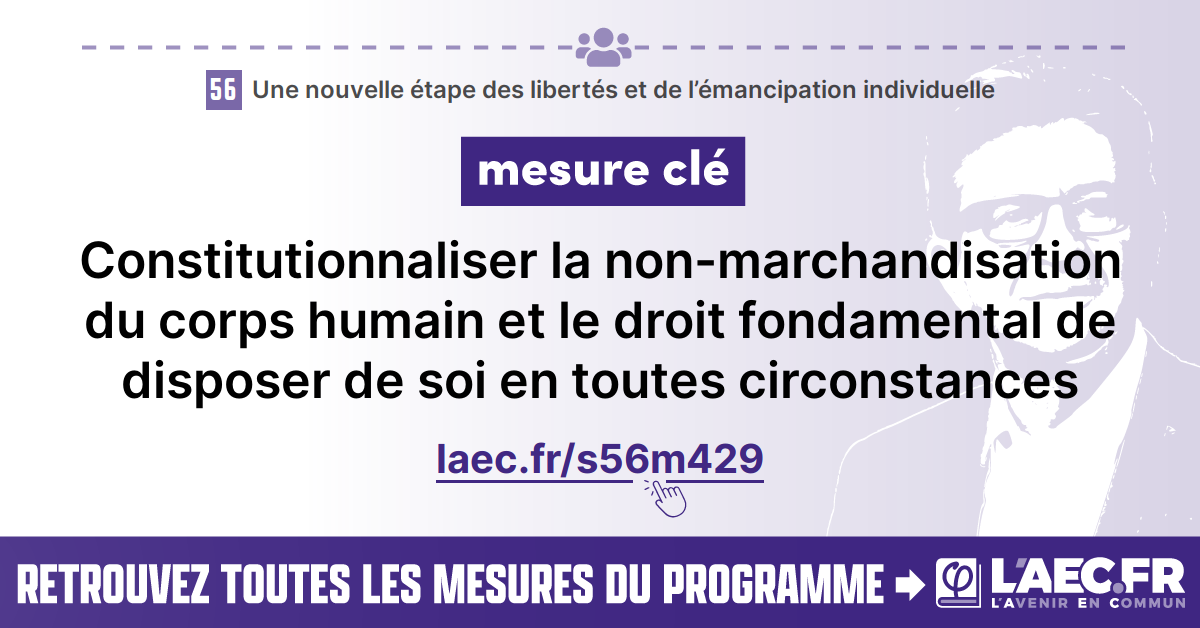 56 Une nouvelle étape des libertés et de l’émancipation individuelle
mesure clé
Constitutionnaliser la non-marchandisation
du corps humain et le droit fondamental de
disposer de soi en toutes circonstances
laec.fr/s56m429
RETROUVEZ TOUTES LES MESURES DU PROGRAMME
φ L'AEC.FR
L'AVENIR EN COMMUN